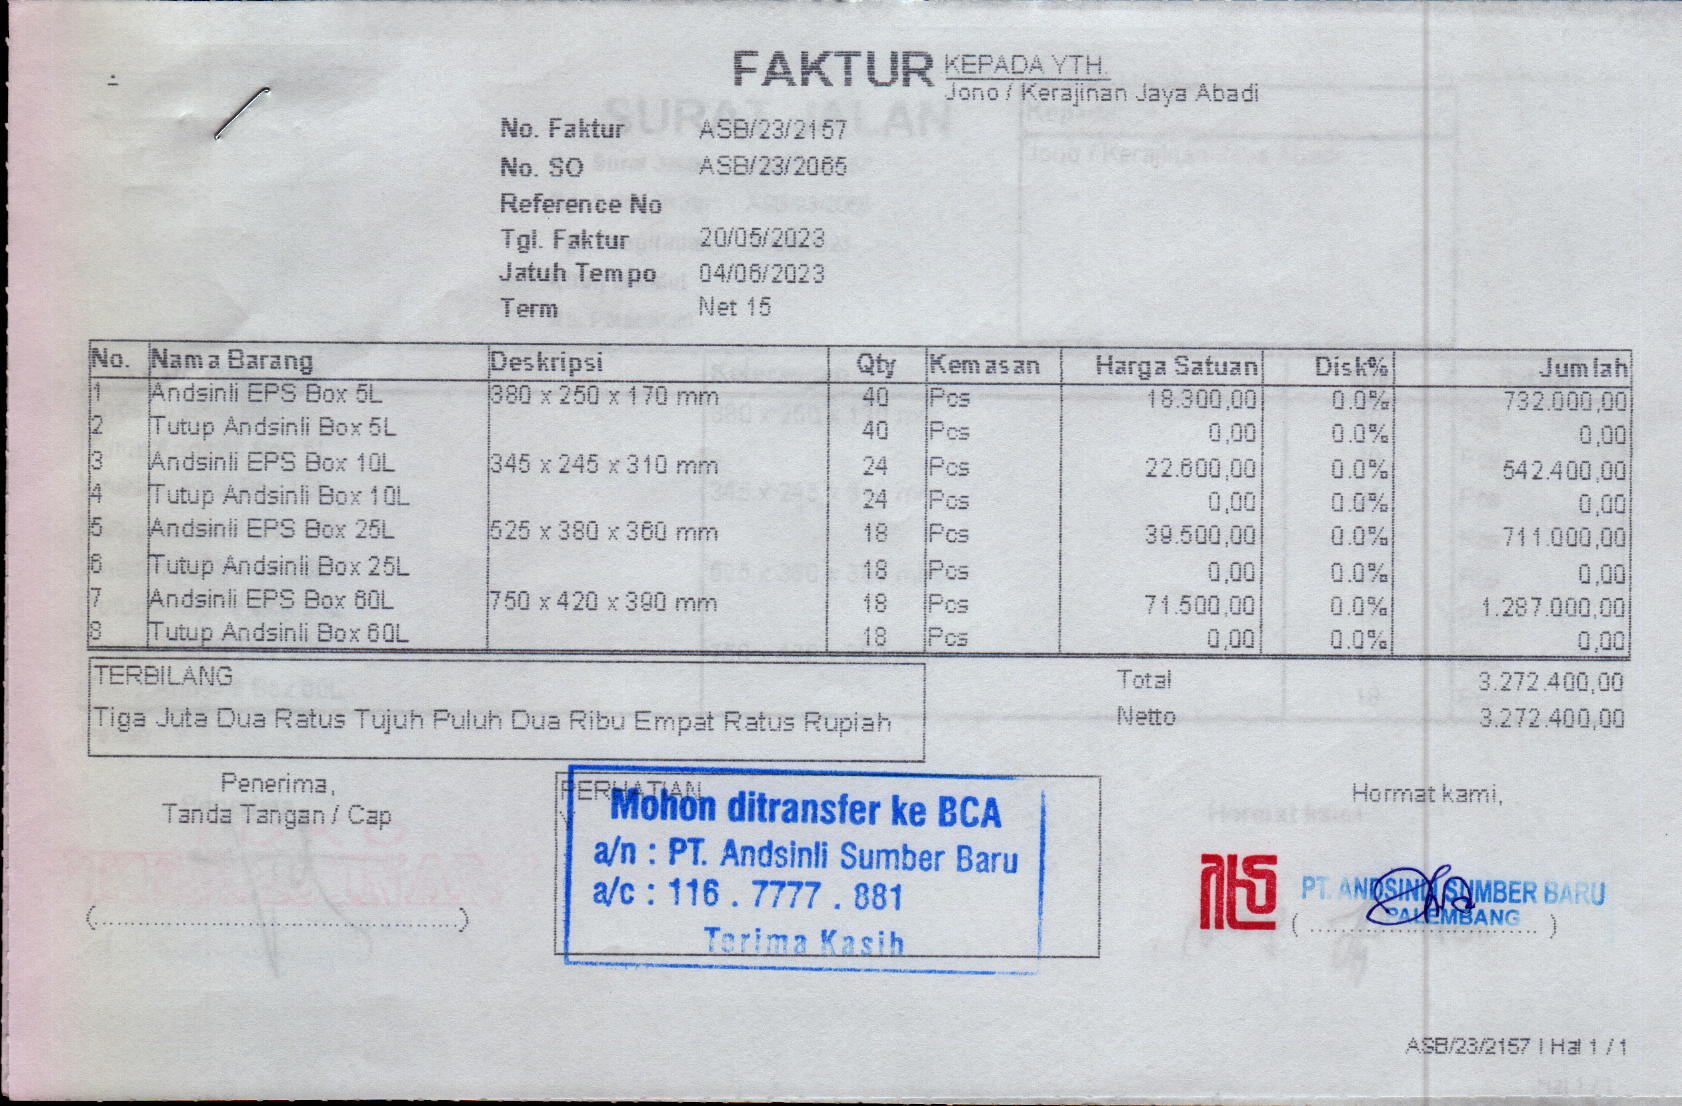 FAKTUR
KEPADA YTH.
Jono / Kerajinan Jaya Abadi
No. Faktur ASB/23/2157
No. SO ASB/23/2065
Reference No
Tgl. Faktur 20/05/2023
Jatuh Tempo 04/06/2023
Term Net 15
No. Nama Barang Deskripsi Qty Kemasan Harga Satuan Disk% Jumlah
1 Andsinli EPS Box 5L 380 x 250 x 170 mm 40 Pcs 18.300,00 0.0% 732.000,00
2 Tutup Andsinli Box 5L 40 Pcs 0,00 0.0% 0,00
3 Andsinli EPS Box 10L 345 x 245 x 310 mm 24 Pcs 22.600,00 0.0% 542.400,00
4 Tutup Andsinli Box 10L 24 Pcs 0,00 0.0% 0,00
5 Andsinli EPS Box 25L 525 x 380 x 360 mm 18 Pcs 39.500,00 0.0% 711.000,00
6 Tutup Andsinli Box 25L 18 Pcs 0,00 0.0% 0,00
7 Andsinli EPS Box 60L 750 x 420 x 390 mm 18 Pcs 71.500,00 0.0% 1.287.000,00
8 Tutup Andsinli Box 60L 18 Pcs 0,00 0.0% 0,00
TERBILANG
Tiga Juta Dua Ratus Tujuh Puluh Dua Ribu Empat Ratus Rupiah
Total 3.272.400,00
Netto 3.272.400,00
Penerima,
Tanda Tangan / Cap
(..........................................)
PERHATIAN
Mohon ditransfer ke BCA
a/n : PT. Andsinli Sumber Baru
a/c : 116 . 7777 . 881
Terima Kasih
Hormat kami,
PT. ANDSINLI SUMBER BARU
PALEMBANG
( .......................... )
ASB/23/2157 | Hal 1 / 1